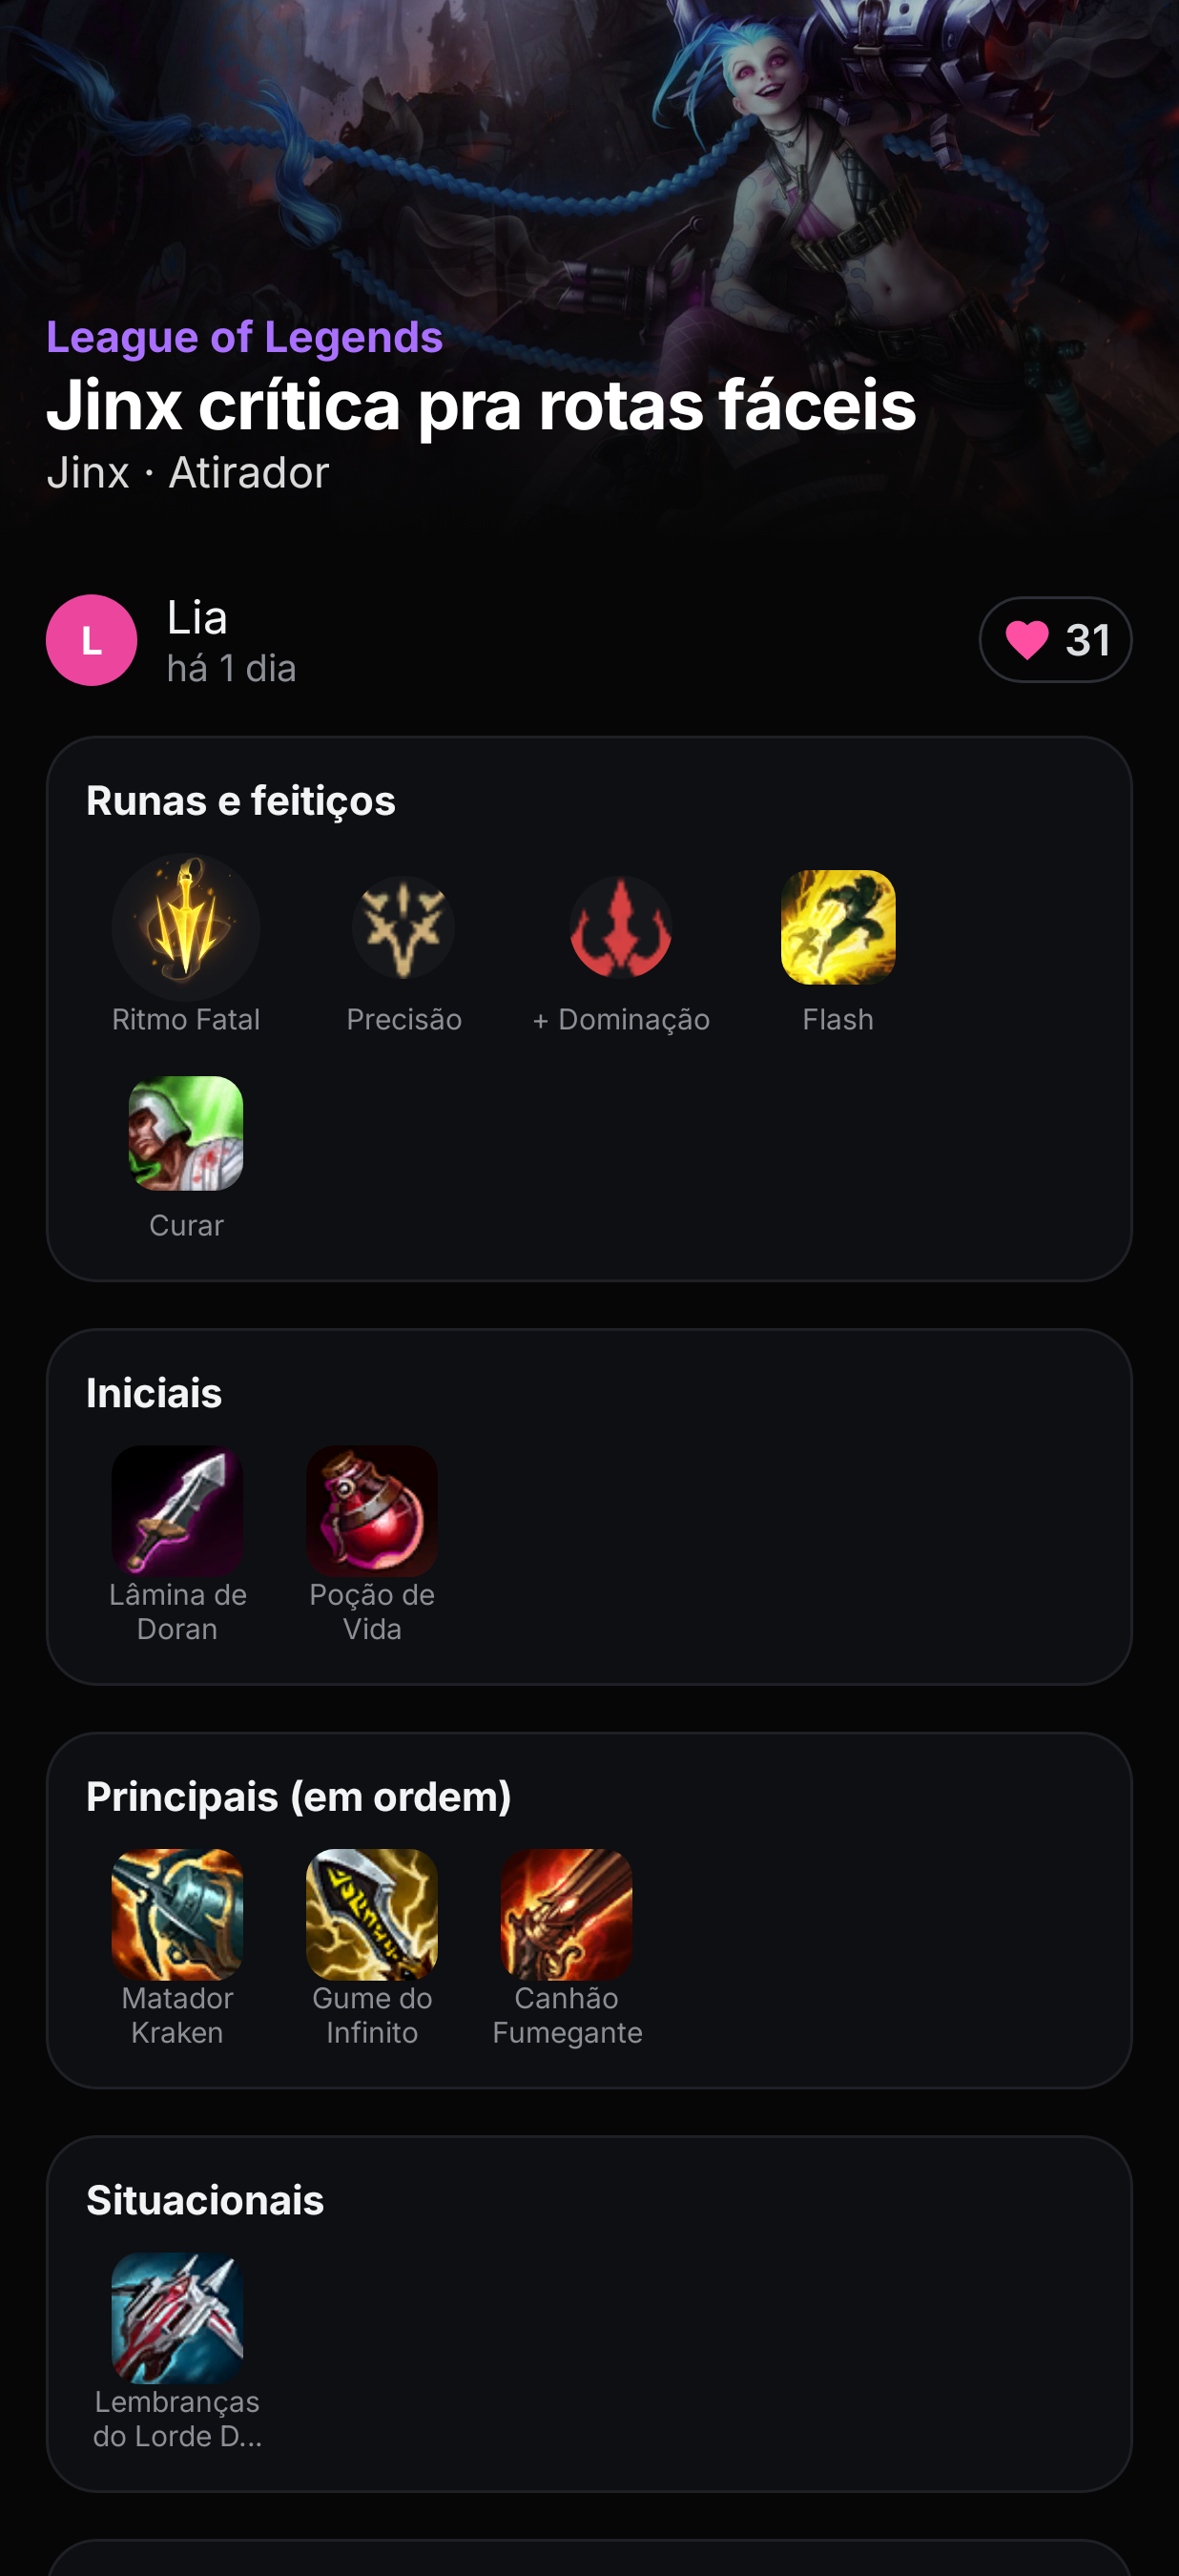 League of Legends
Jinx crítica pra rotas fáceis
Jinx · Atirador
L
Lia
há 1 dia
31
Runas e feitiços
Ritmo Fatal
Precisão
+ Dominação
Flash
Curar
Iniciais
Lâmina de
Doran
Poção de
Vida
Principais (em ordem)
Matador
Kraken
Gume do
Infinito
Canhão
Fumegante
Situacionais
Lembranças
do Lorde D...